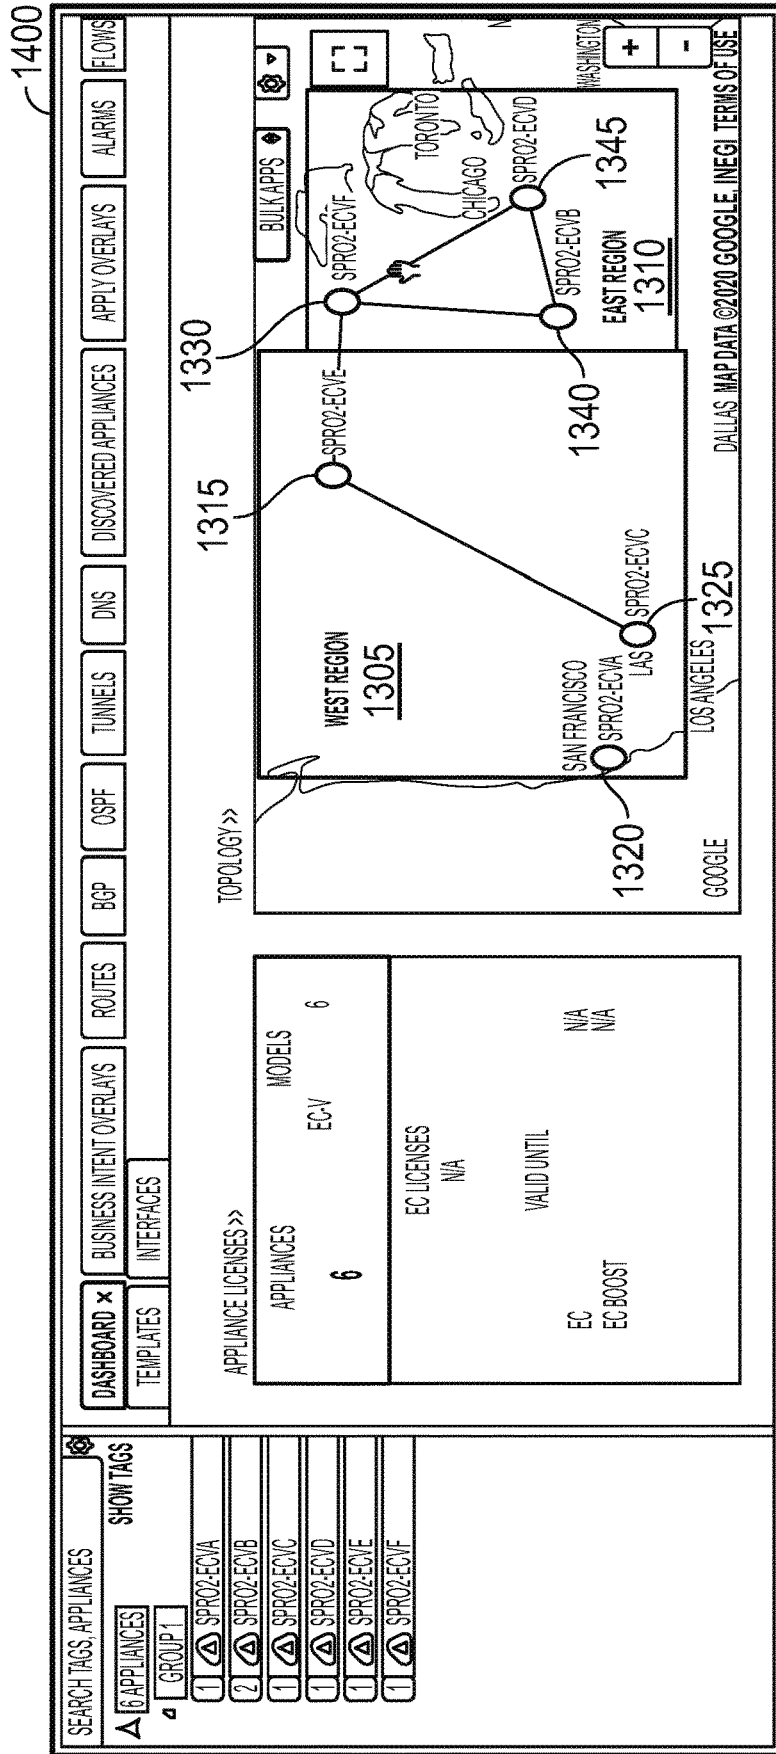 1400
SEARCH TAGS, APPLIANCES
SHOW TAGS
6 APPLIANCES
GROUP1
1 SPRO2-ECVA
2 SPRO2-ECVB
1 SPRO2-ECVC
1 SPRO2-ECVD
1 SPRO2-ECVE
1 SPRO2-ECVF
DASHBOARD × BUSINESS INTENT OVERLAYS ROUTES BGP OSPF TUNNELS DNS DISCOVERED APPLIANCES APPLY OVERLAYS ALARMS FLOWS
TEMPLATES INTERFACES
APPLIANCE LICENSES >>
APPLIANCES MODELS
6 EC-V 6
EC LICENSES
N/A
VALID UNTIL
EC N/A
EC BOOST N/A
TOPOLOGY >>
BULKAPPS
1315
1330
SPRO2-ECVE
SPRO2-ECVF
WEST REGION
1305
TORONTO
CHICAGO
SPRO2-ECVD
1345
SPRO2-ECVB
1340
EAST REGION
1310
SAN FRANCISCO
SPRO2-ECVA
1320
LAS
SPRO2-ECVC
1325
LOS ANGELES
WASHINGTON
N
+
-
GOOGLE
DALLAS MAP DATA ©2020 GOOGLE, INEGI TERMS OF USE